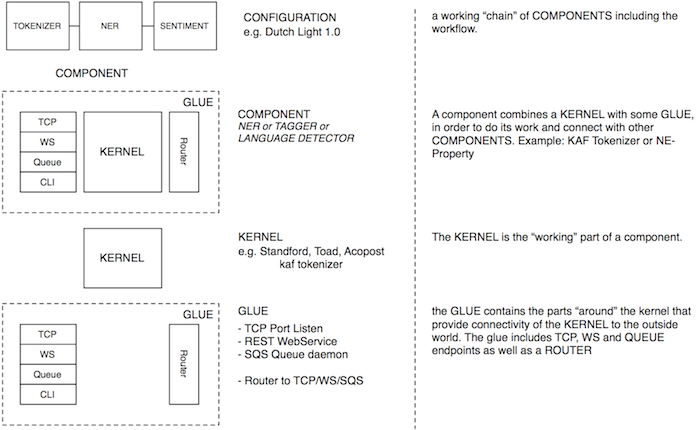 TOKENIZER NER SENTIMENT
CONFIGURATION
e.g. Dutch Light 1.0
a working “chain” of COMPONENTS including the
workflow.
COMPONENT
GLUE
TCP
WS
Queue
CLI
KERNEL
Router
COMPONENT
NER or TAGGER or
LANGUAGE DETECTOR
A component combines a KERNEL with some GLUE,
in order to do its work and connect with other
COMPONENTS. Example: KAF Tokenizer or NE-
Property
KERNEL
KERNEL
e.g. Standford, Toad, Acopost
kaf tokenizer
The KERNEL is the “working” part of a component.
GLUE
TCP
WS
Queue
CLI
Router
GLUE
- TCP Port Listen
- REST WebService
- SQS Queue daemon
- Router to TCP/WS/SQS
the GLUE contains the parts “around” the kernel that
provide connectivity of the KERNEL to the outside
world. The glue includes TCP, WS and QUEUE
endpoints as well as a ROUTER